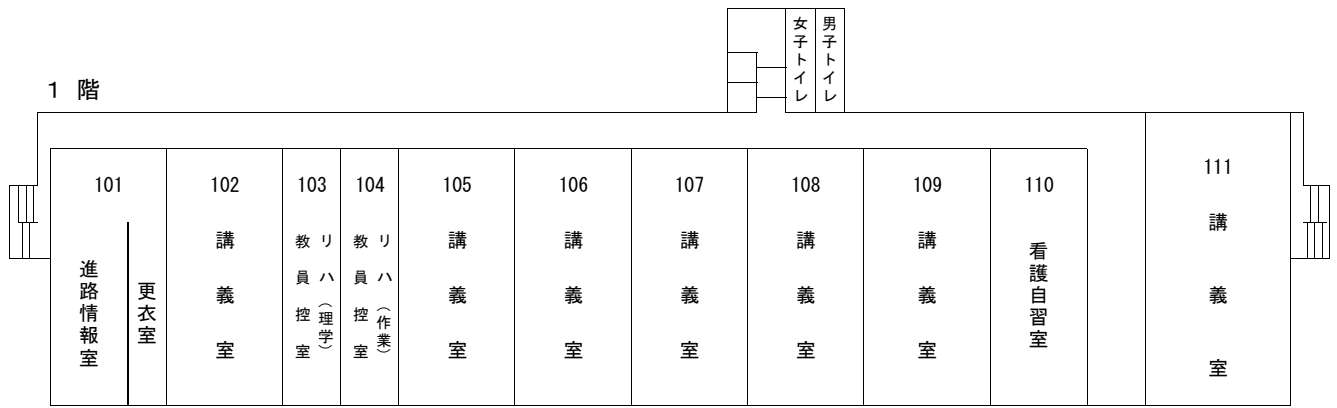 １ 階
女子トイレ
男子トイレ
101
進路情報室
更衣室
102
講義室
103
リハ（理学）
教員控室
104
リハ（作業）
教員控室
105
講義室
106
講義室
107
講義室
108
講義室
109
講義室
110
看護自習室
111
講義室